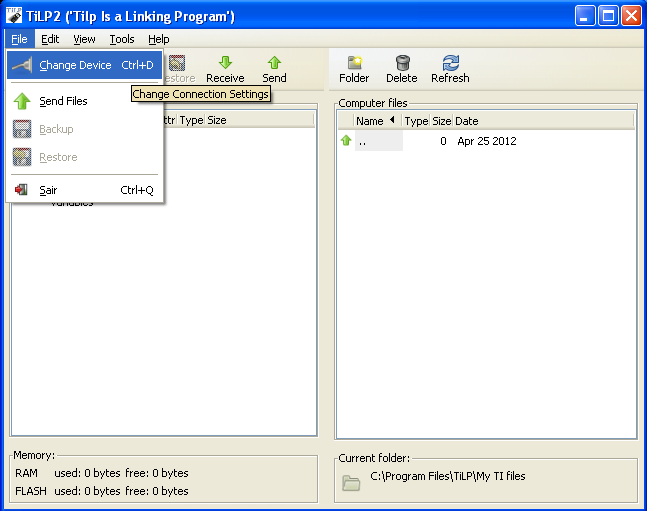 TiLP2 ('Tilp Is a Linking Program')
File Edit View Tools Help
Change Device Ctrl+D
Send Files
Backup
Restore
Sair Ctrl+Q
Change Connection Settings
Receive Send
Folder Delete Refresh
Type Size
Computer files
Name Type Size Date
.. 0 Apr 25 2012
Memory:
RAM used: 0 bytes free: 0 bytes
FLASH used: 0 bytes free: 0 bytes
Current folder:
C:\Program Files\TiLP\My TI files